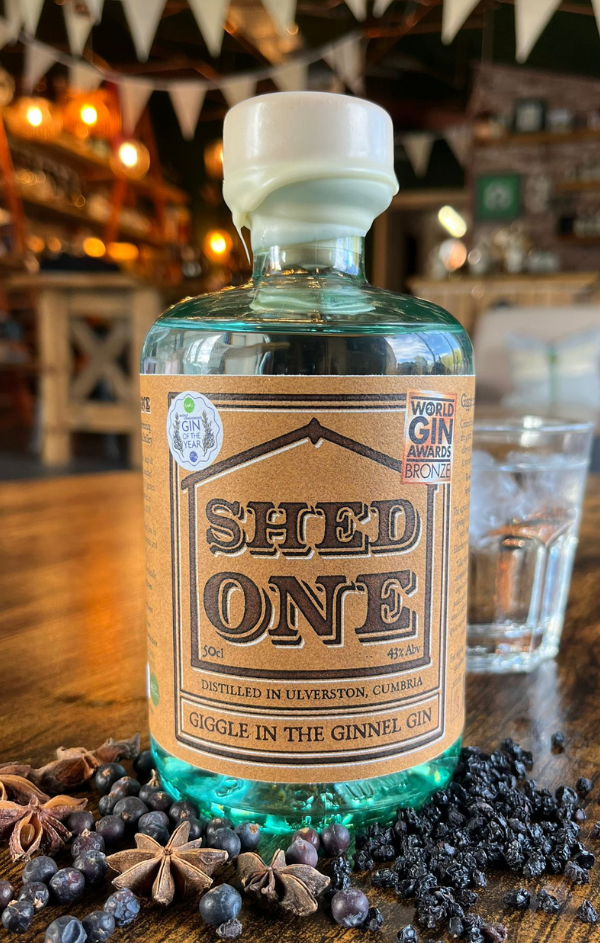 GIN
OF THE
YEAR
WORLD
21
GIN
AWARDS
BRONZE
SHED
ONE
50cl
43% Abv
DISTILLED IN ULVERSTON, CUMBRIA
GIGGLE IN THE GINNEL GIN